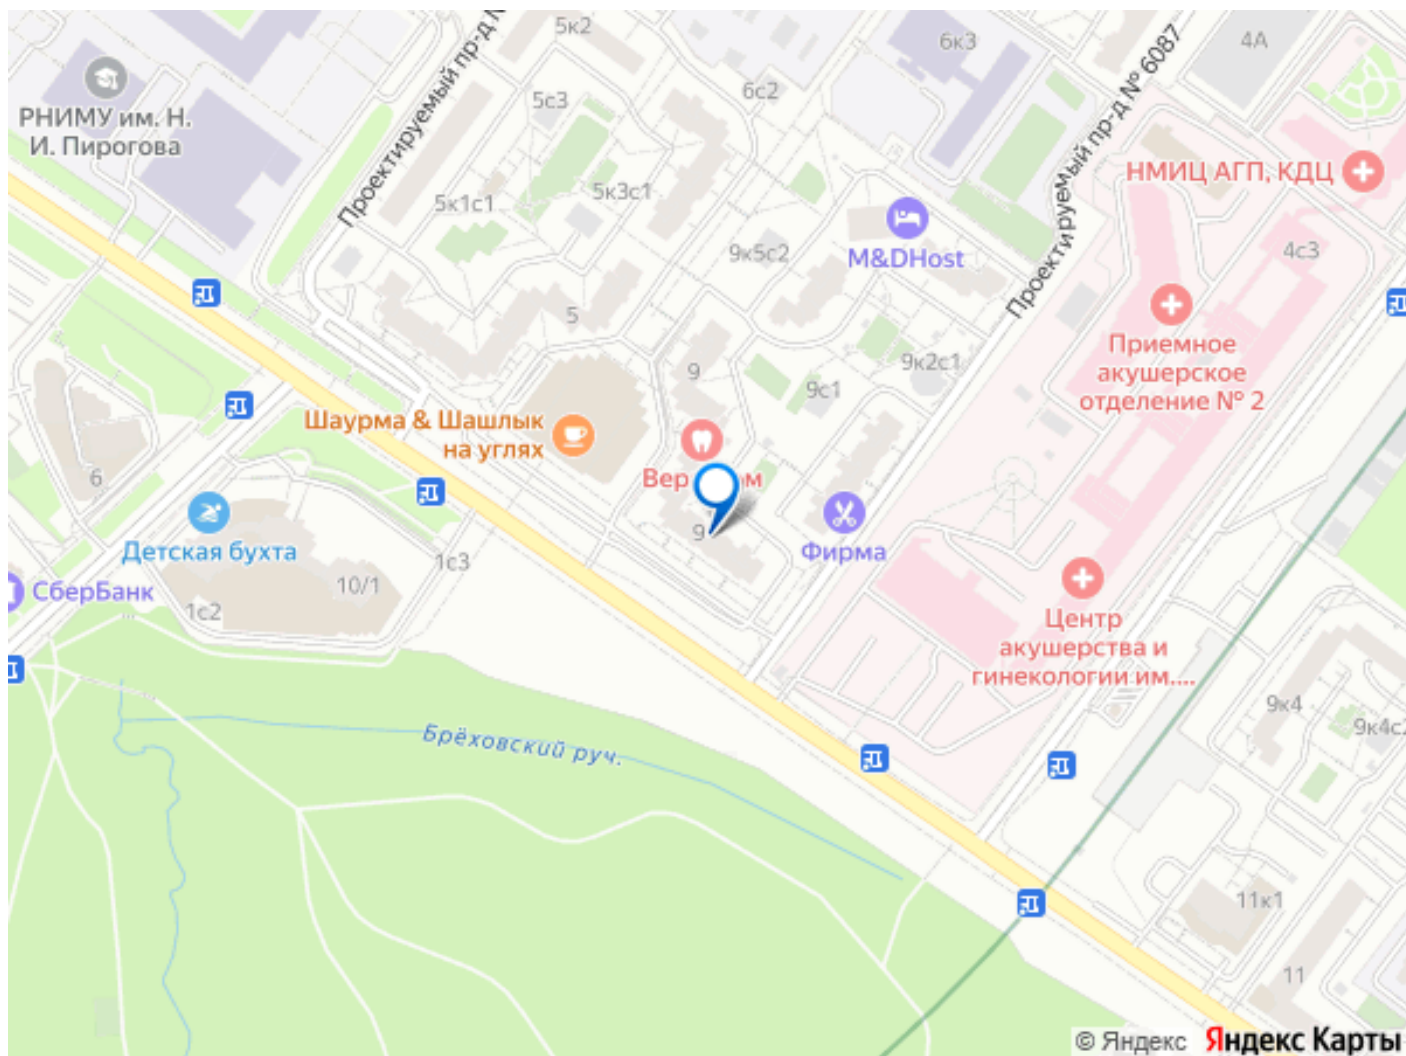 5к2
Проектируемый пр-д №
6к3
Проектируемый пр-д № 6087
4А
РНИМУ им. Н.
И. Пирогова
5с3
6с2
5к1с1
5к3с1
НМИЦ АГП, КДЦ
9к5с2
M&DHost
4с3
5
Приемное
акушерское
отделение № 2
9
9с1
9к2с1
Шаурма & Шашлык
на углях
6
Вер
м
Детская бухта
1с3
9
Фирма
СберБанк
10/1
1с2
Центр
акушерства и
гинекологии им....
9к4
9к4с2
Брёховский руч.
11к1
11
© Яндекс Яндекс Карты